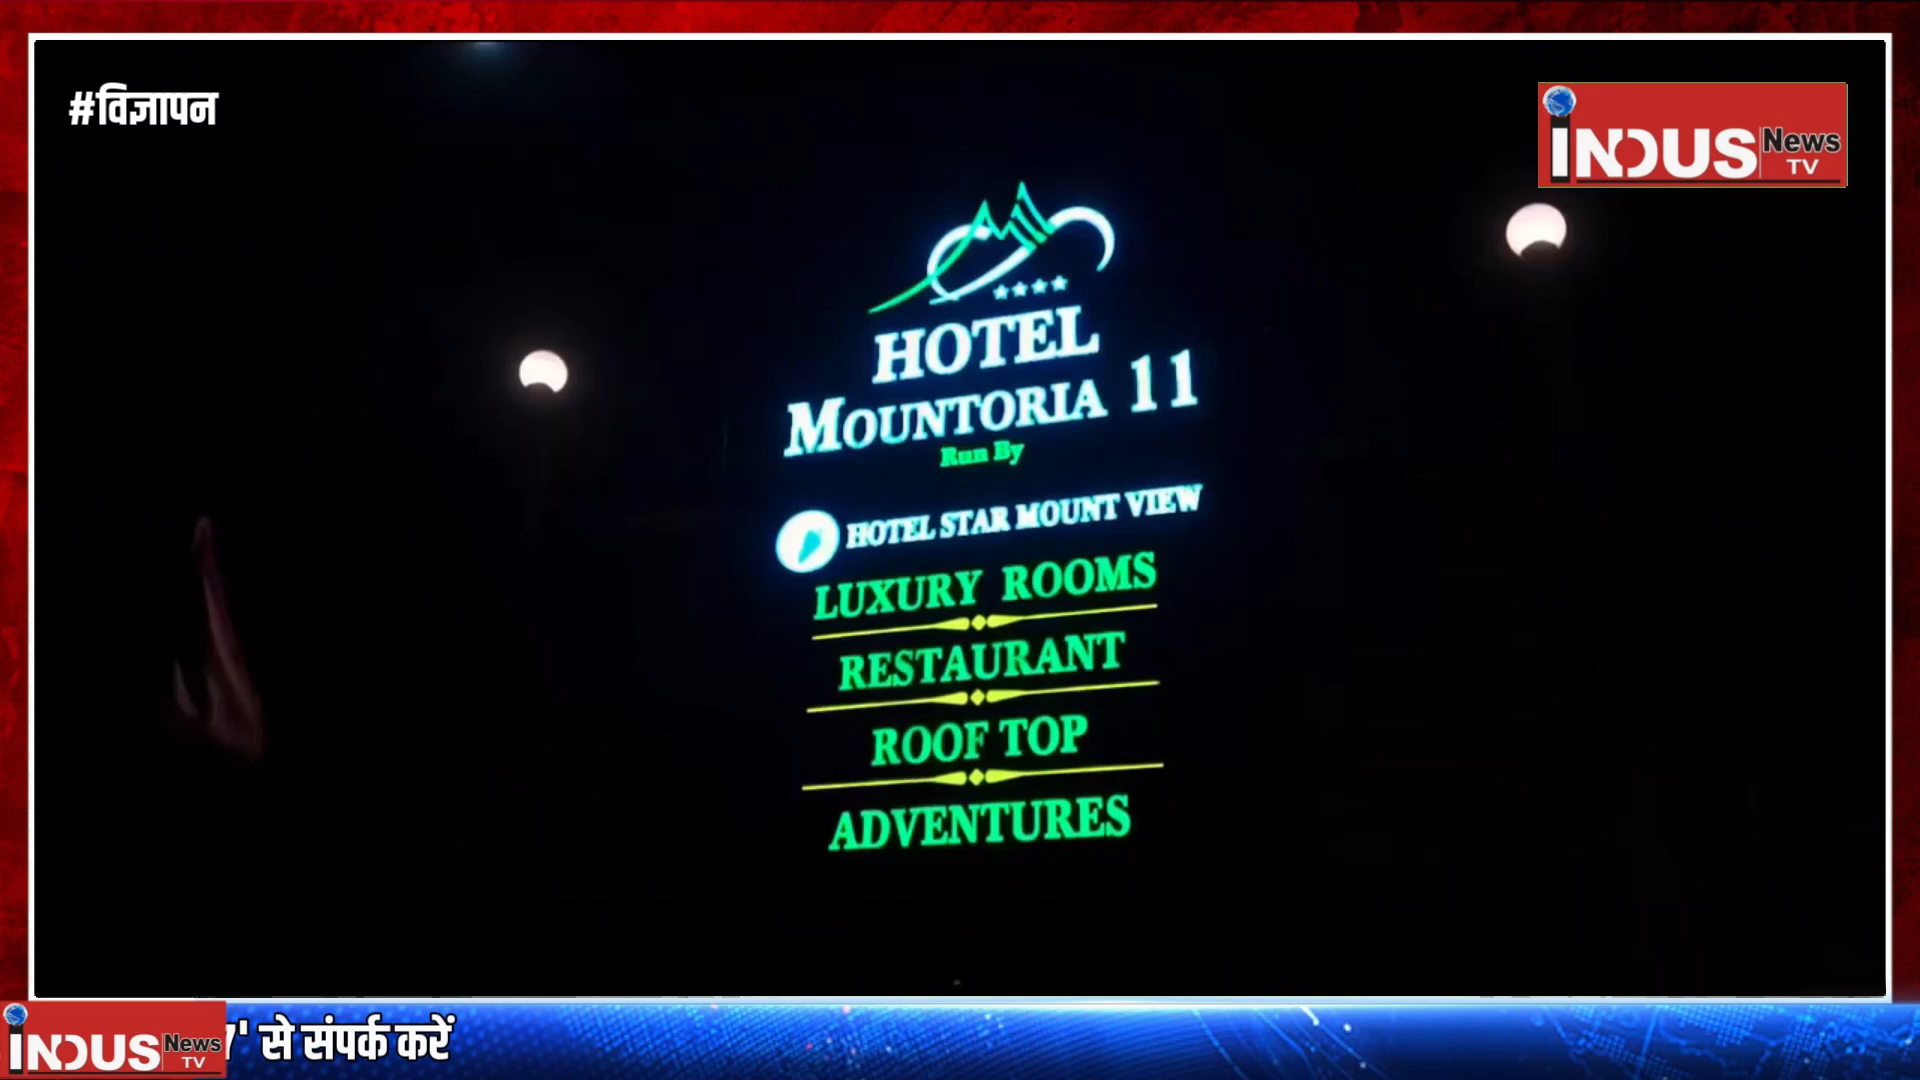 #विज्ञापन
INDUS News TV
HOTEL
MOUNTORIA 11
Run By
HOTEL STAR MOUNT VIEW
LUXURY ROOMS
RESTAURANT
ROOF TOP
ADVENTURES
INDUS News TV
7' से संपर्क करें